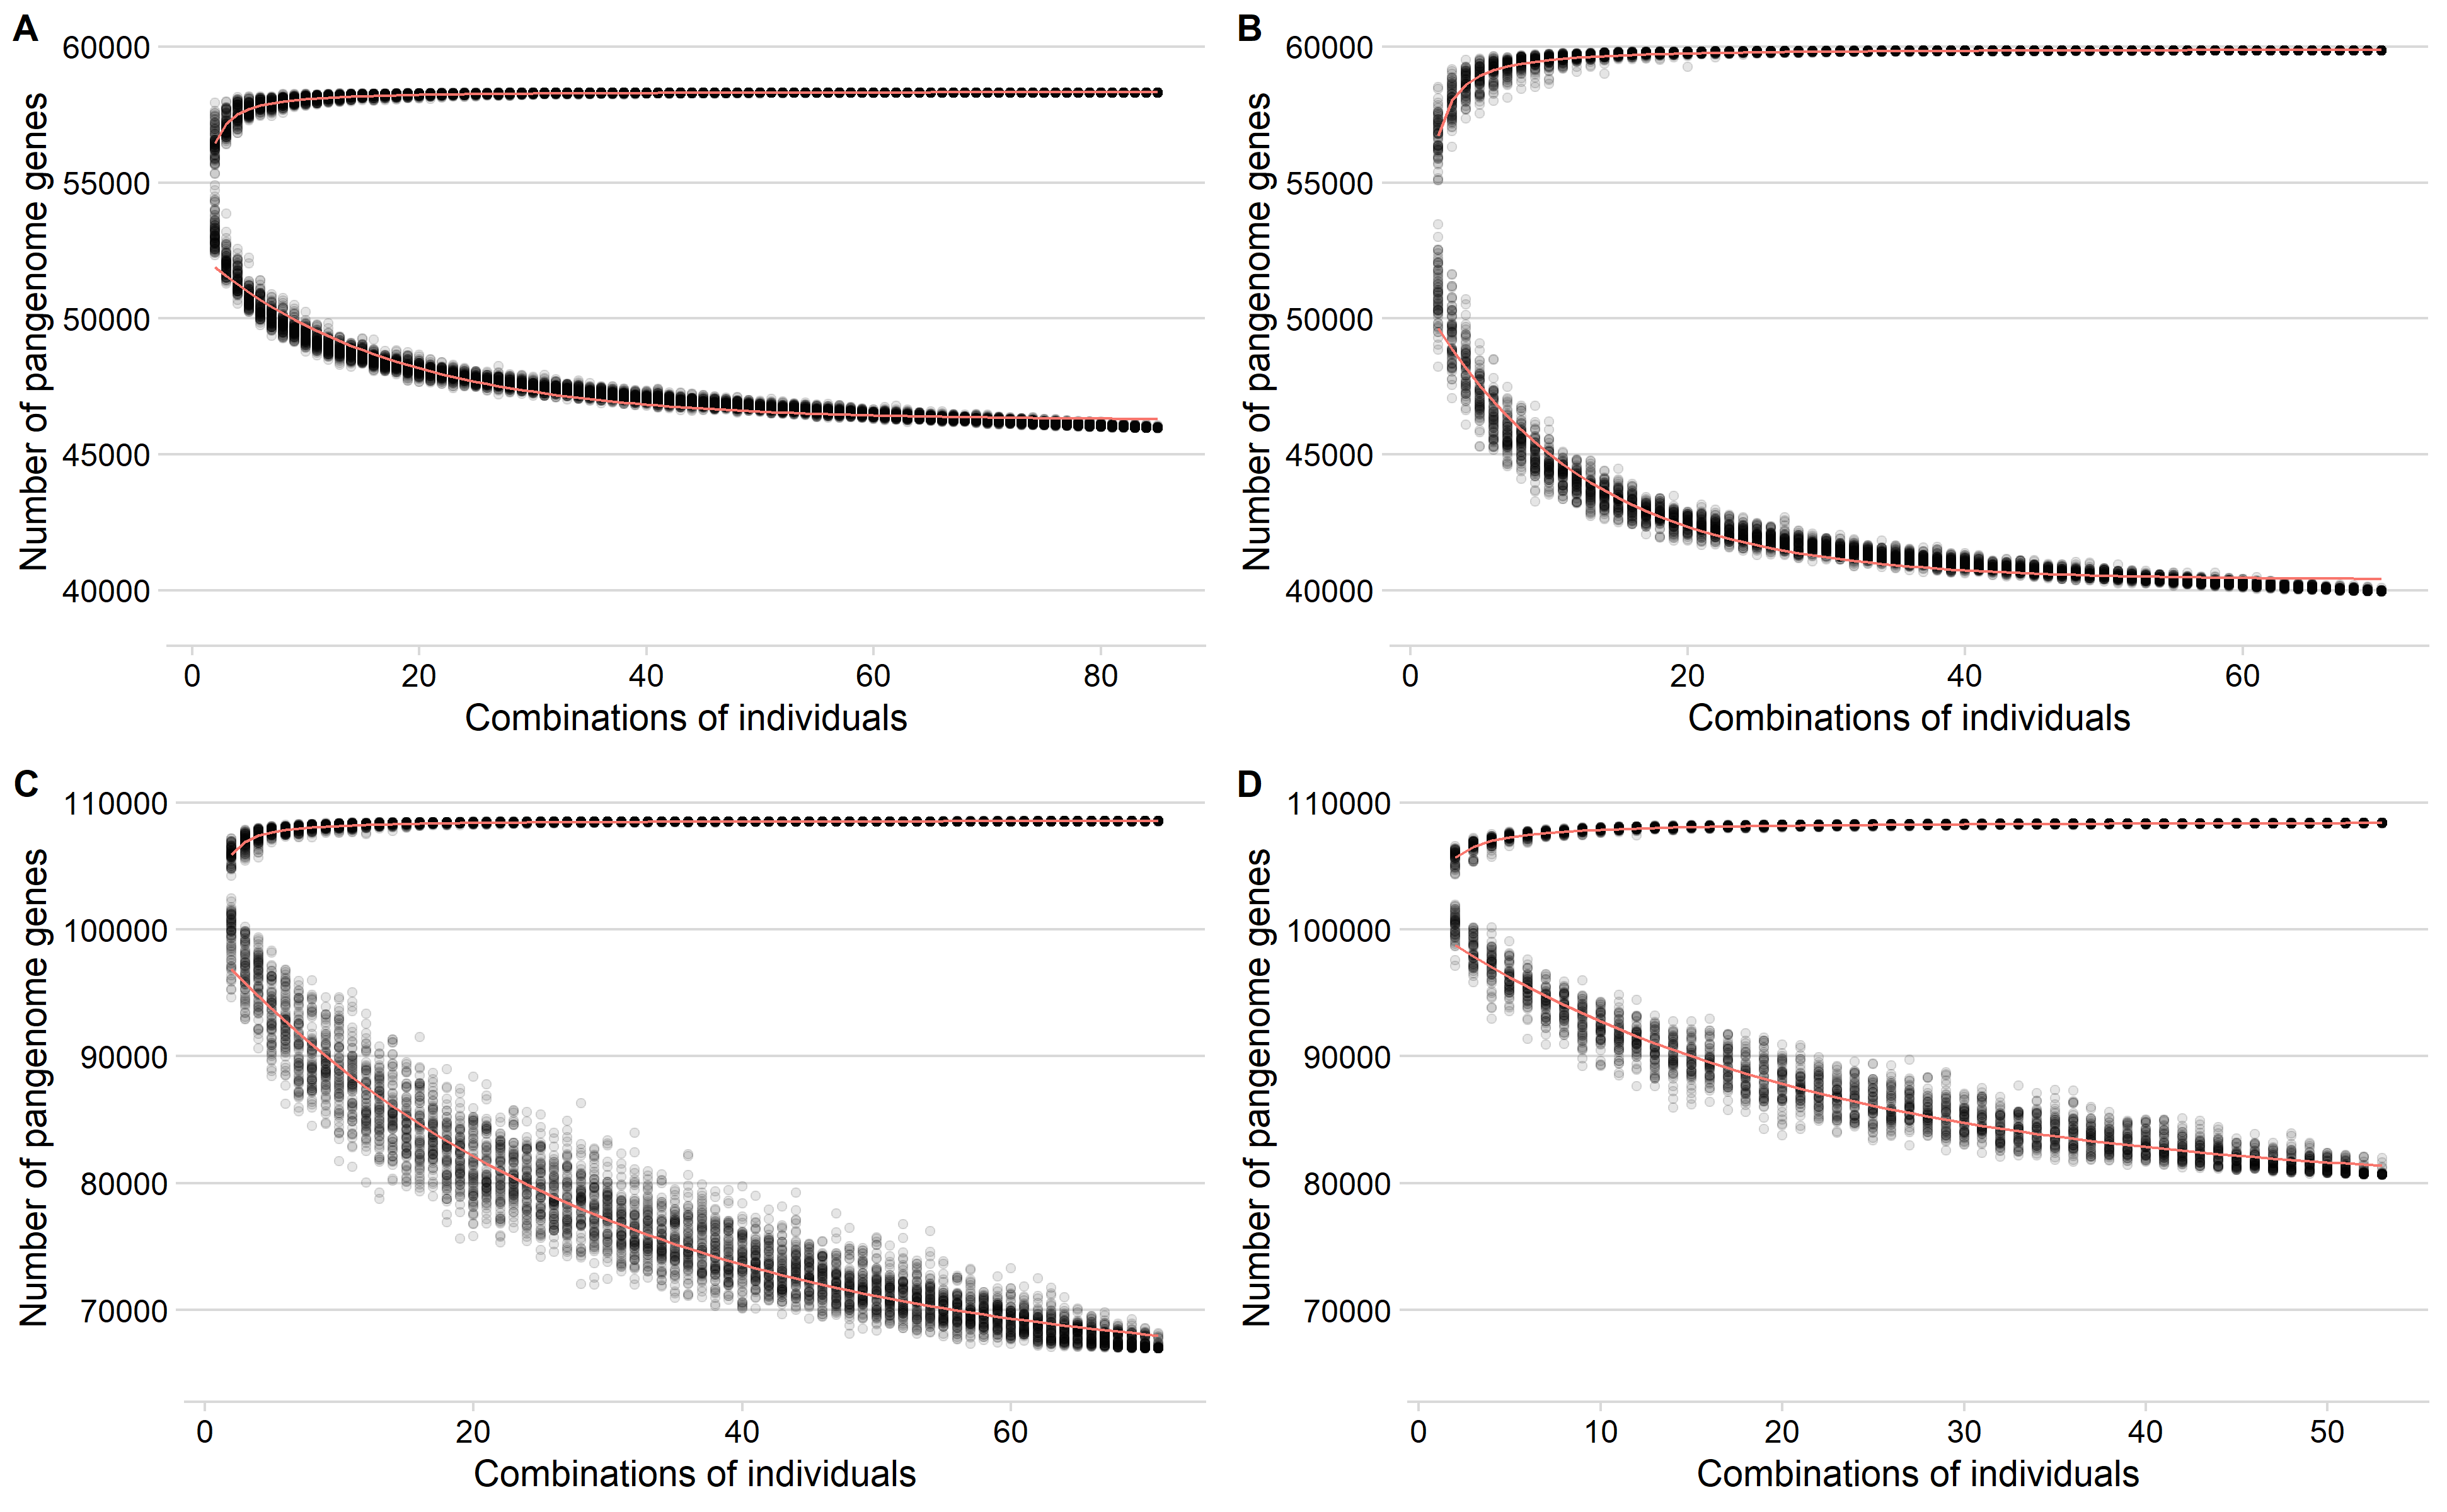 A
60000
55000
50000
45000
40000
Number of pangenome genes
0 20 40 60 80
Combinations of individuals
B
60000
55000
50000
45000
40000
Number of pangenome genes
0 20 40 60
Combinations of individuals
C
110000
100000
90000
80000
70000
Number of pangenome genes
0 20 40 60
Combinations of individuals
D
110000
100000
90000
80000
70000
Number of pangenome genes
0 10 20 30 40 50
Combinations of individuals